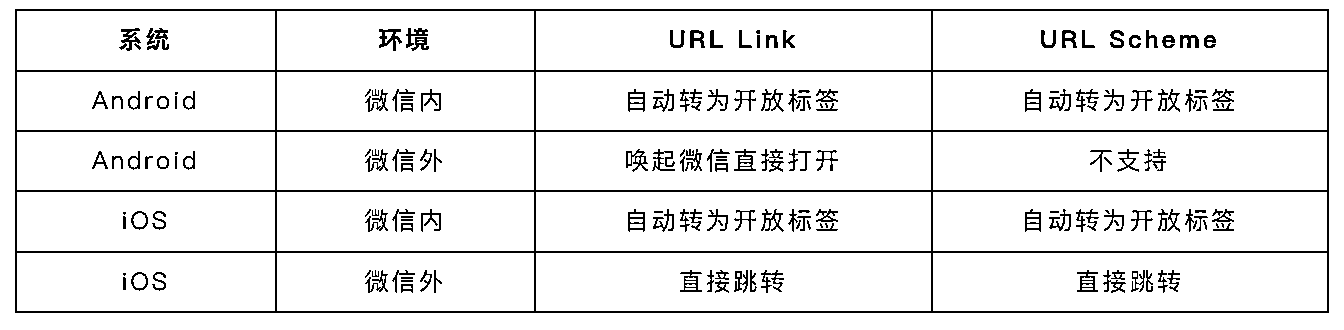 系统 环境 URL Link URL Scheme
Android 微信内 自动转为开放标签 自动转为开放标签
Android 微信外 唤起微信直接打开 不支持
iOS 微信内 自动转为开放标签 自动转为开放标签
iOS 微信外 直接跳转 直接跳转